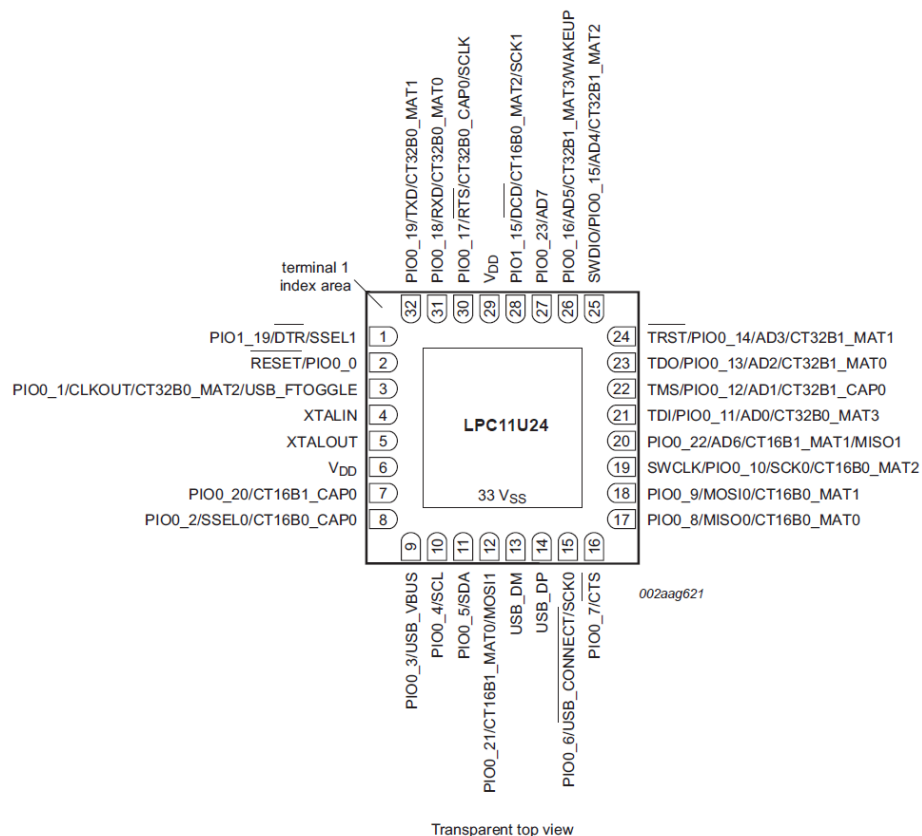 PIO0_19/TXD/CT32B0_MAT1
PIO0_18/RXD/CT32B0_MAT0
PIO0_17/RTS/CT32B0_CAP0/SCLK
VDD
PIO1_15/DCD/CT16B0_MAT2/SCK1
PIO0_23/AD7
PIO0_16/AD5/CT32B1_MAT3/WAKEUP
SWDIO/PIO0_15/AD4/CT32B1_MAT2
terminal 1
index area
32 31 30 29 28 27 26 25
PIO1_19/DTR/SSEL1 1
RESET/PIO0_0 2
PIO0_1/CLKOUT/CT32B0_MAT2/USB_FTOGGLE 3
XTALIN 4
XTALOUT 5
VDD 6
PIO0_20/CT16B1_CAP0 7
PIO0_2/SSEL0/CT16B0_CAP0 8
LPC11U24
33 VSS
24 TRST/PIO0_14/AD3/CT32B1_MAT1
23 TDO/PIO0_13/AD2/CT32B1_MAT0
22 TMS/PIO0_12/AD1/CT32B1_CAP0
21 TDI/PIO0_11/AD0/CT32B0_MAT3
20 PIO0_22/AD6/CT16B1_MAT1/MISO1
19 SWCLK/PIO0_10/SCK0/CT16B0_MAT2
18 PIO0_9/MOSI0/CT16B0_MAT1
17 PIO0_8/MISO0/CT16B0_MAT0
9 10 11 12 13 14 15 16
PIO0_3/USB_VBUS
PIO0_4/SCL
PIO0_5/SDA
PIO0_21/CT16B1_MAT0/MOSI1
USB_DM
USB_DP
PIO0_6/USB_CONNECT/SCK0
PIO0_7/CTS
002aag621
Transparent top view